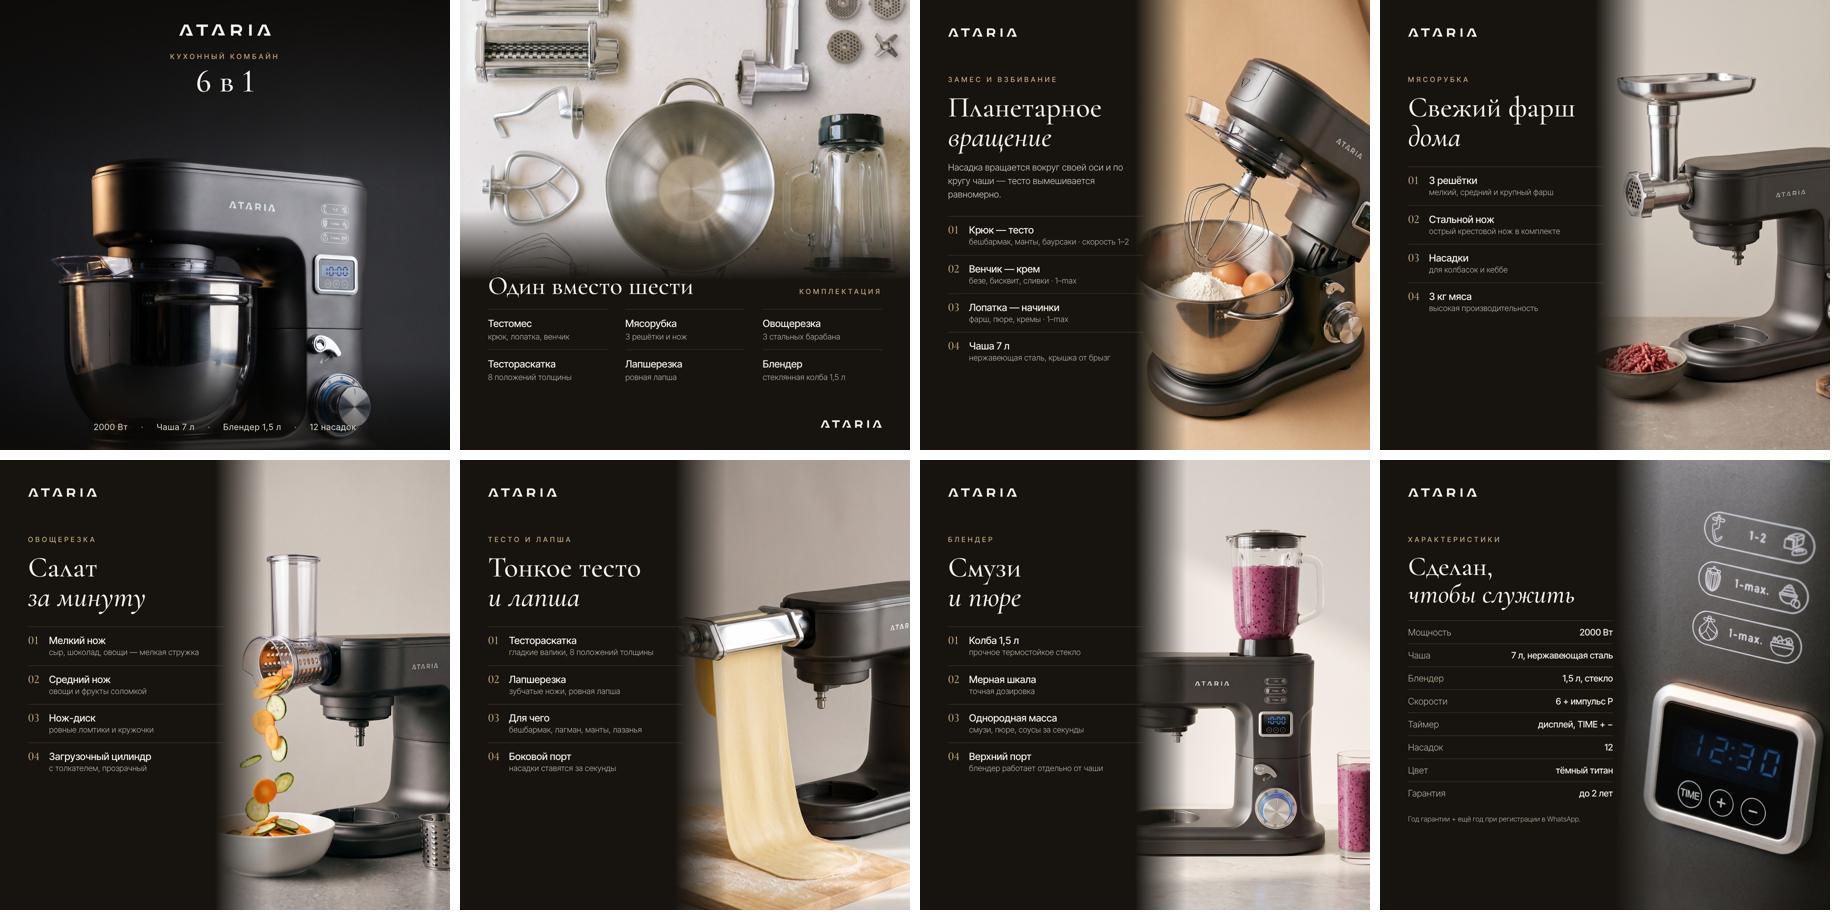 ATARIA
КУХОННЫЙ КОМБАЙН
6 в 1
ATARIA
1-2
1-max.
1-max.
10:00
2000 Вт · Чаша 7 л · Блендер 1,5 л · 12 насадок
Один вместо шести
КОМПЛЕКТАЦИЯ
Тестомес
крюк, лопатка, венчик
Мясорубка
3 решётки и нож
Овощерезка
3 стальных барабана
Тестораскатка
8 положений толщины
Лапшерезка
ровная лапша
Блендер
стеклянная колба 1,5 л
ATARIA
ATARIA
ЗАМЕС И ВЗБИВАНИЕ
Планетарное
вращение
Насадка вращается вокруг своей оси и по
кругу чаши — тесто вымешивается
равномерно.
01 Крюк — тесто
бешбармак, манты, баурсаки · скорость 1–2
02 Венчик — крем
безе, бисквит, сливки · 1–max
03 Лопатка — начинки
фарш, пюре, кремы · 1–max
04 Чаша 7 л
нержавеющая сталь, крышка от брызг
ATARIA
ATARIA
МЯСОРУБКА
Свежий фарш
дома
01 3 решётки
мелкий, средний и крупный фарш
02 Стальной нож
острый крестовой нож в комплекте
03 Насадки
для колбасок и кеббе
04 3 кг мяса
высокая производительность
ATARIA
ATARIA
ОВОЩЕРЕЗКА
Салат
за минуту
01 Мелкий нож
сыр, шоколад, овощи — мелкая стружка
02 Средний нож
овощи и фрукты соломкой
03 Нож-диск
ровные ломтики и кружочки
04 Загрузочный цилиндр
с толкателем, прозрачный
ATARIA
ATARIA
ТЕСТО И ЛАПША
Тонкое тесто
и лапша
01 Тестораскатка
гладкие валики, 8 положений толщины
02 Лапшерезка
зубчатые ножи, ровная лапша
03 Для чего
бешбармак, лагман, манты, лазанья
04 Боковой порт
насадки ставятся за секунды
ATARIA
БЛЕНДЕР
Смузи
и пюре
01 Колба 1,5 л
прочное термостойкое стекло
02 Мерная шкала
точная дозировка
03 Однородная масса
смузи, пюре, соусы за секунды
04 Верхний порт
блендер работает отдельно от чаши
ATARIA
10:00
ATARIA
ХАРАКТЕРИСТИКИ
Сделан,
чтобы служить
Мощность 2000 Вт
Чаша 7 л, нержавеющая сталь
Блендер 1,5 л, стекло
Скорости 6 + импульс P
Таймер дисплей, TIME + −
Насадок 12
Цвет тёмный титан
Гарантия до 2 лет
Год гарантии + ещё год при регистрации в WhatsApp.
1-2
1-max.
1-max.
12:30
TIME + −